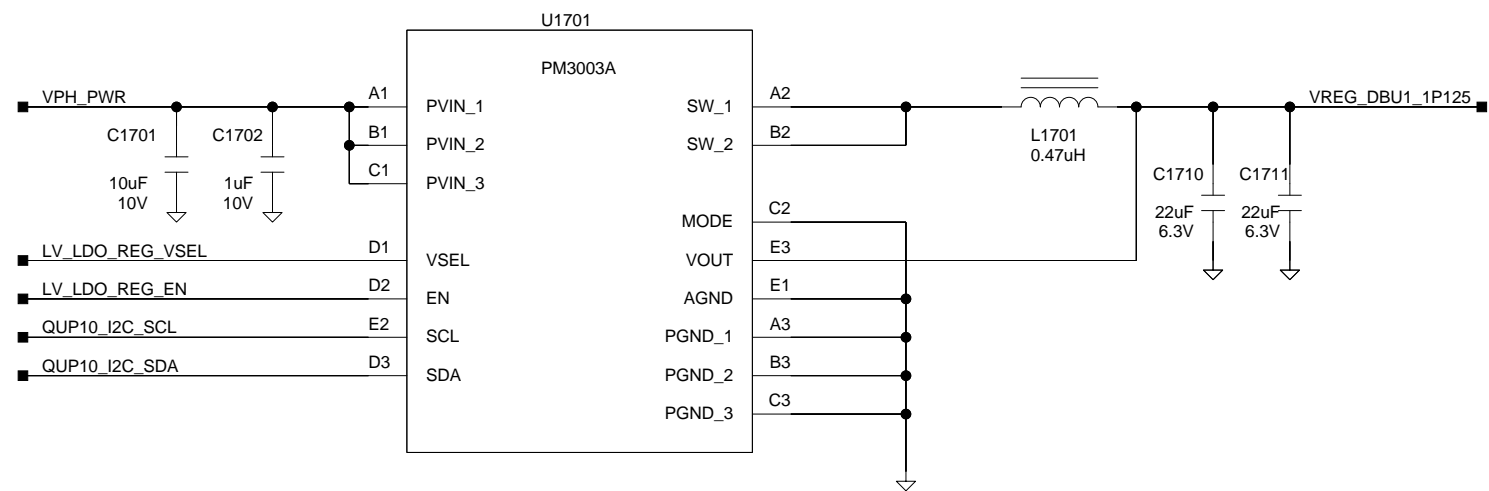 U1701
PM3003A
VPH_PWR
A1
PVIN_1
SW_1
A2
VREG_DBU1_1P125
C1701
C1702
B1
PVIN_2
SW_2
B2
L1701
0.47uH
10uF
10V
1uF
10V
C1
PVIN_3
C1710
C1711
22uF
6.3V
22uF
6.3V
MODE
C2
LV_LDO_REG_VSEL
D1
VSEL
VOUT
E3
LV_LDO_REG_EN
D2
EN
AGND
E1
QUP10_I2C_SCL
E2
SCL
PGND_1
A3
QUP10_I2C_SDA
D3
SDA
PGND_2
B3
PGND_3
C3